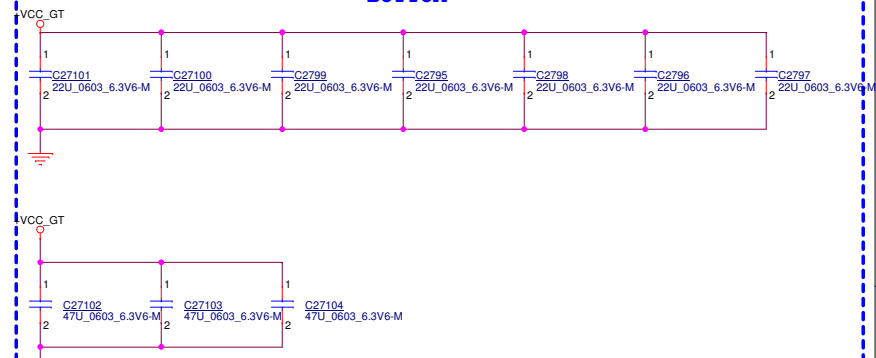 +VCC_GT
1 1 1 1 1 1 1
C27101 C27100 C2799 C2795 C2798 C2796 C2797
22U_0603_6.3V6-M 22U_0603_6.3V6-M 22U_0603_6.3V6-M 22U_0603_6.3V6-M 22U_0603_6.3V6-M 22U_0603_6.3V6-M 22U_0603_6.3V6-M
2 2 2 2 2 2 2
+VCC_GT
1 1 1
C27102 C27103 C27104
47U_0603_6.3V6-M 47U_0603_6.3V6-M 47U_0603_6.3V6-M
2 2 2